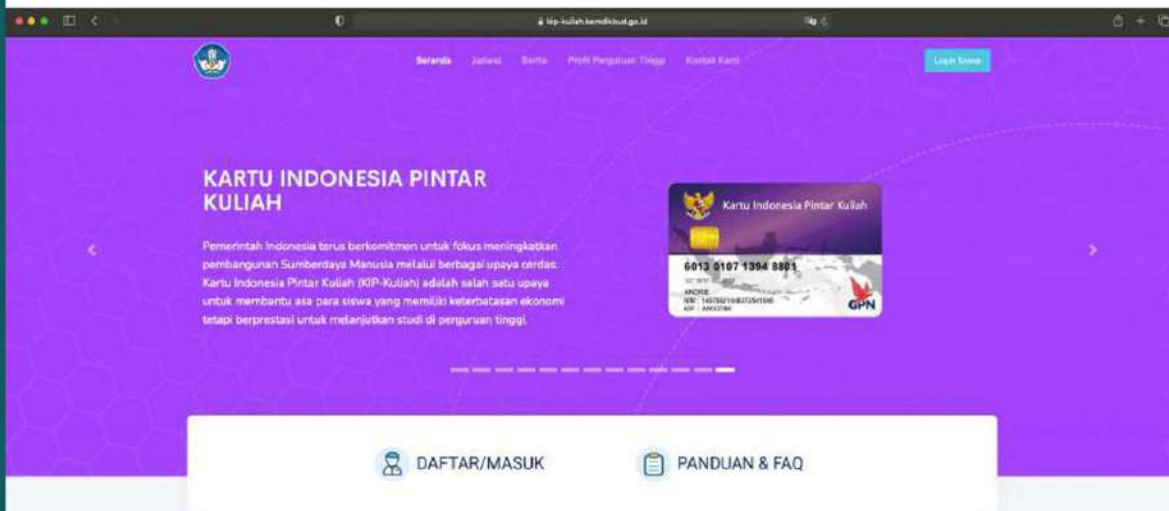 kip-kuliah.kemdikbud.go.id
Beranda Jadwal Berita Profil Perguruan Tinggi Kontak Kami
KARTU INDONESIA PINTAR
KULIAH
Pemerintah Indonesia terus berkomitmen untuk fokus meningkatkan
pembangunan Sumberdaya Manusia melalui berbagai upaya cerdas.
Kartu Indonesia Pintar Kuliah (KIP-Kuliah) adalah salah satu upaya
untuk membantu asa para siswa yang memiliki keterbatasan ekonomi
tetapi berprestasi untuk melanjutkan studi di perguruan tinggi.
Kartu Indonesia Pintar Kuliah
6013 0107 1394 8801
GPN
DAFTAR/MASUK
PANDUAN & FAQ